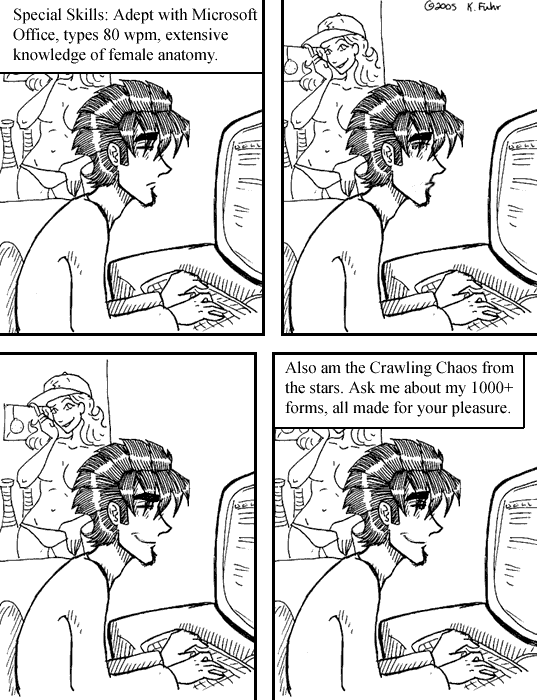 Special Skills: Adept with Microsoft
Office, types 80 wpm, extensive
knowledge of female anatomy.
©2005 K. Fuhr
DELL
Also am the Crawling Chaos from
the stars. Ask me about my 1000+
forms, all made for your pleasure.